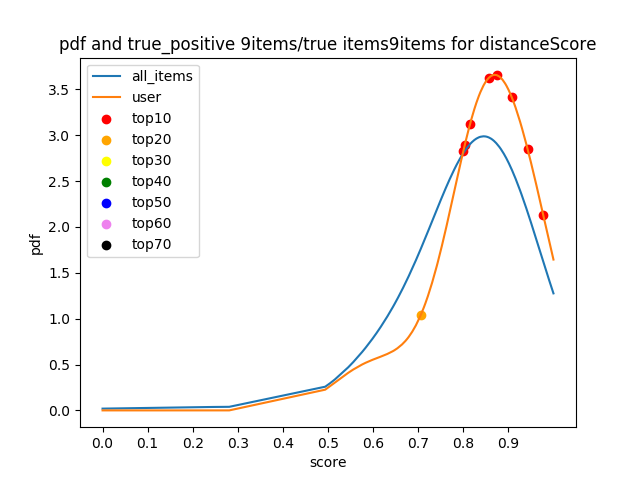 pdf and true_positive 9items/true items9items for distanceScore
all_items
user
top10
top20
top30
top40
top50
top60
top70
pdf
3.5
3.0
2.5
2.0
1.5
1.0
0.5
0.0
0.0 0.1 0.2 0.3 0.4 0.5 0.6 0.7 0.8 0.9
score